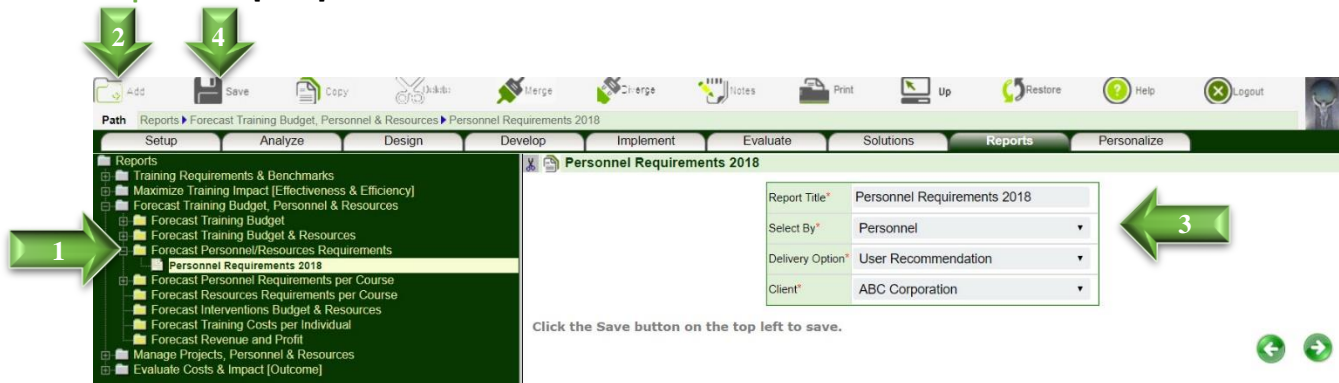 2 4
Add Save Copy Merge Diverge Notes Print Up Restore Help Logout
Path Reports Forecast Training Budget, Personnel & Resources Personnel Requirements 2018
Setup Analyze Design Develop Implement Evaluate Solutions Reports Personalize
Reports
Training Requirements & Benchmarks
Maximize Training Impact [Effectiveness & Efficiency]
Forecast Training Budget, Personnel & Resources
Forecast Training Budget
Forecast Training Budget & Resources
1 Forecast Personnel/Resources Requirements
Personnel Requirements 2018
Forecast Personnel Requirements per Course
Forecast Resources Requirements per Course
Forecast Interventions Budget & Resources
Forecast Training Costs per Individual
Forecast Revenue and Profit
Manage Projects, Personnel & Resources
Evaluate Costs & Impact [Outcome]
Personnel Requirements 2018
Report Title* Personnel Requirements 2018
Select By* Personnel
3
Delivery Option* User Recommendation
Client* ABC Corporation
Click the Save button on the top left to save.